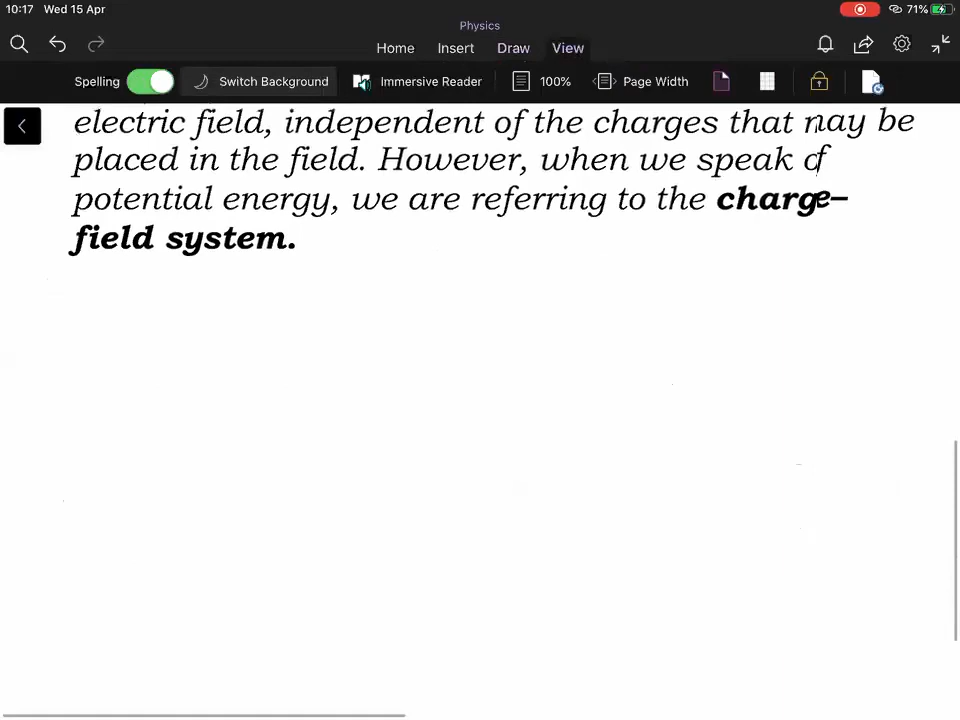 10:17 Wed 15 Apr
71%
Physics
Home Insert Draw View
Spelling Switch Background Immersive Reader 100% Page Width
electric field, independent of the charges that may be
placed in the field. However, when we speak of
potential energy, we are referring to the charge–
field system.